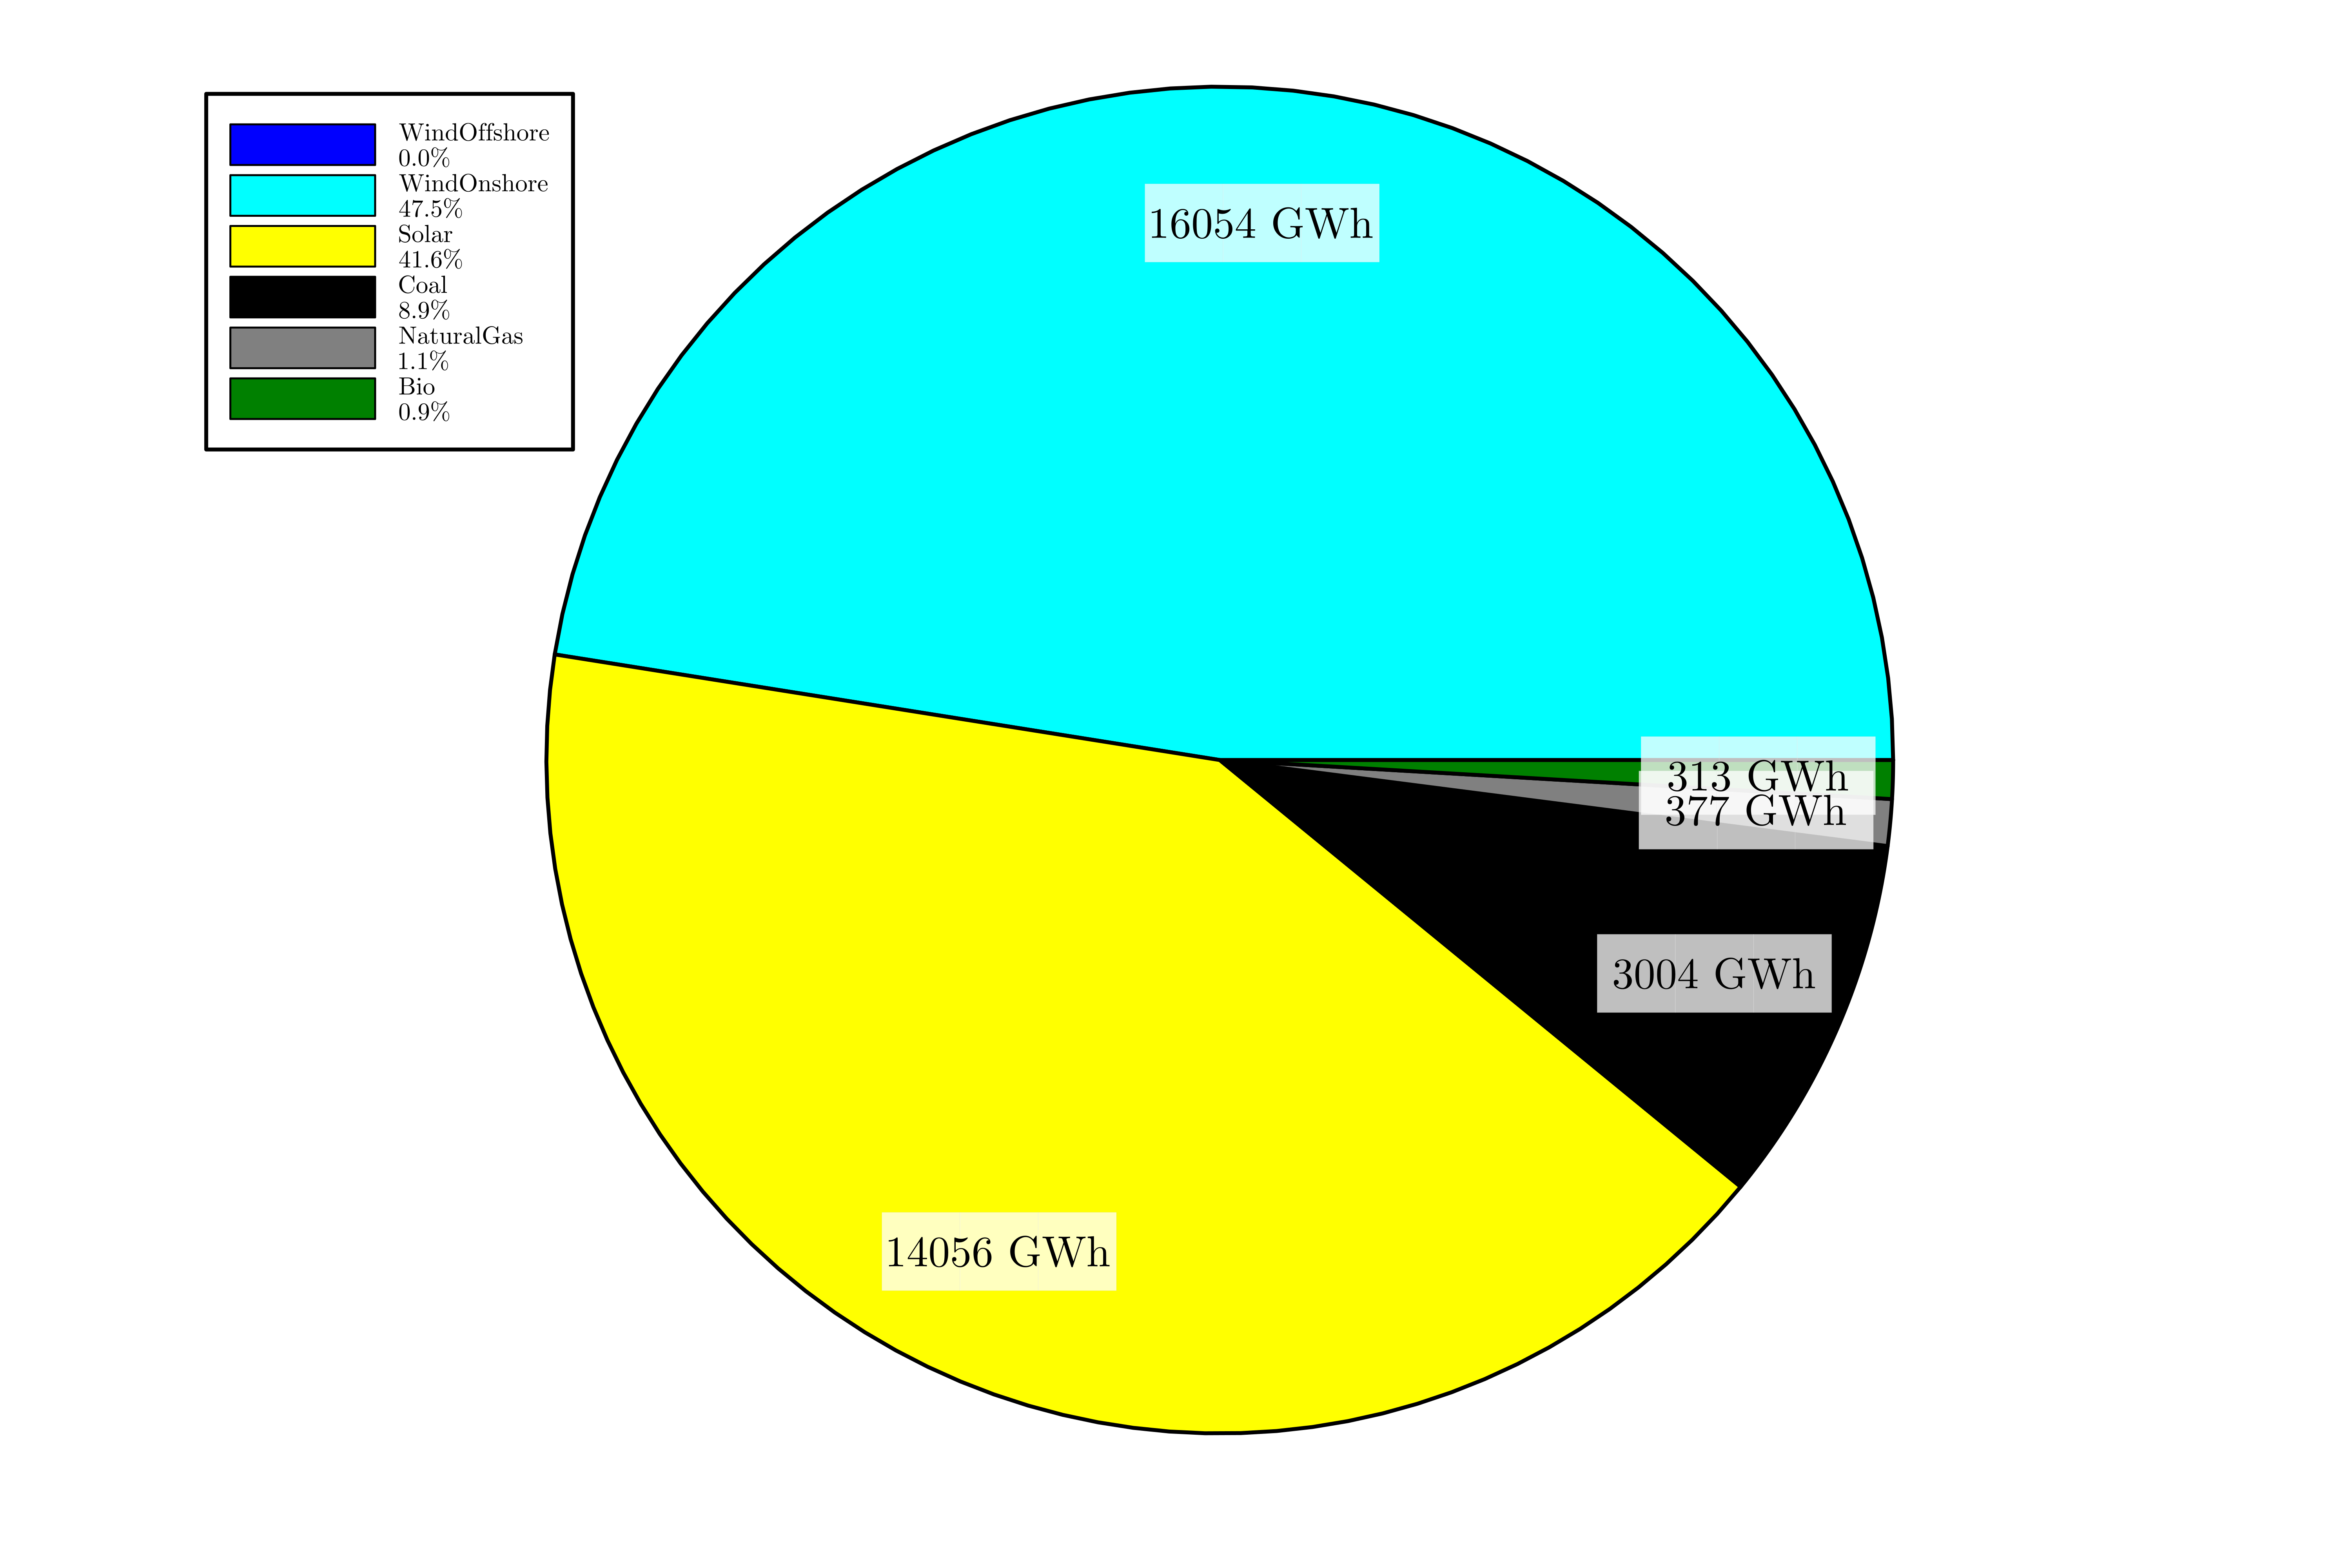 WindOffshore
0.0%
WindOnshore
47.5%
Solar
41.6%
Coal
8.9%
NaturalGas
1.1%
Bio
0.9%
16054 GWh
313 GWh
377 GWh
3004 GWh
14056 GWh